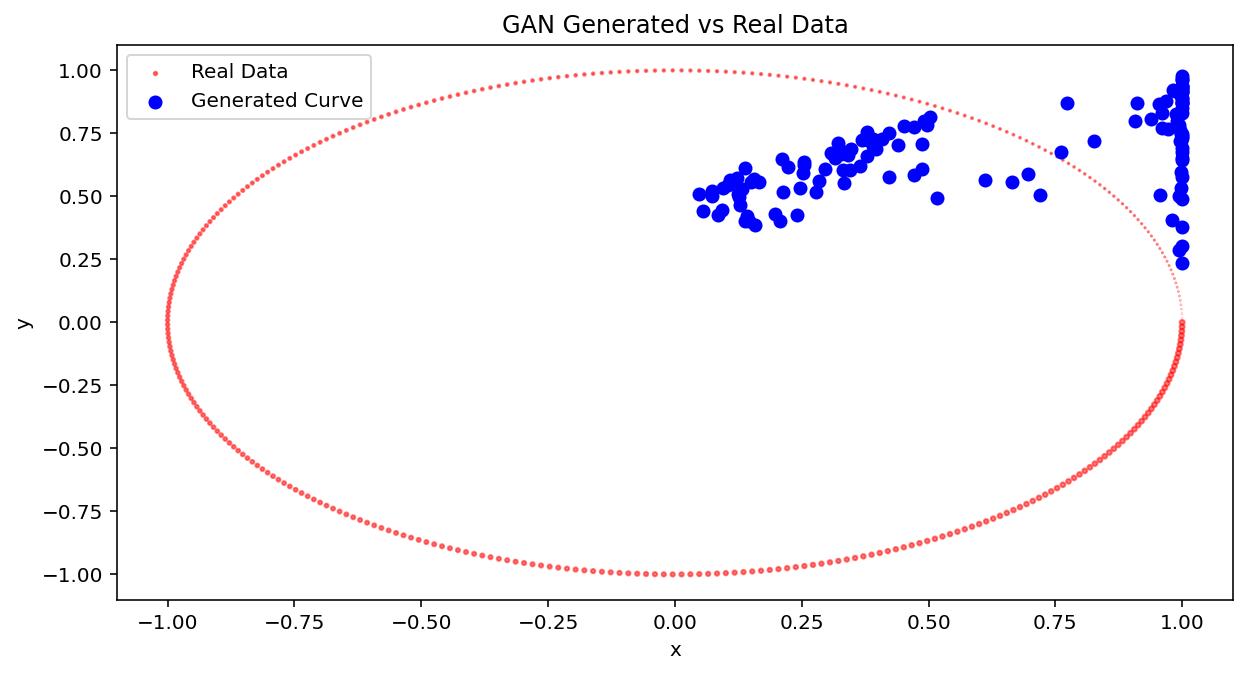 GAN Generated vs Real Data
Real Data
Generated Curve
1.00
0.75
0.50
0.25
0.00
−0.25
−0.50
−0.75
−1.00
y
−1.00 −0.75 −0.50 −0.25 0.00 0.25 0.50 0.75 1.00
x